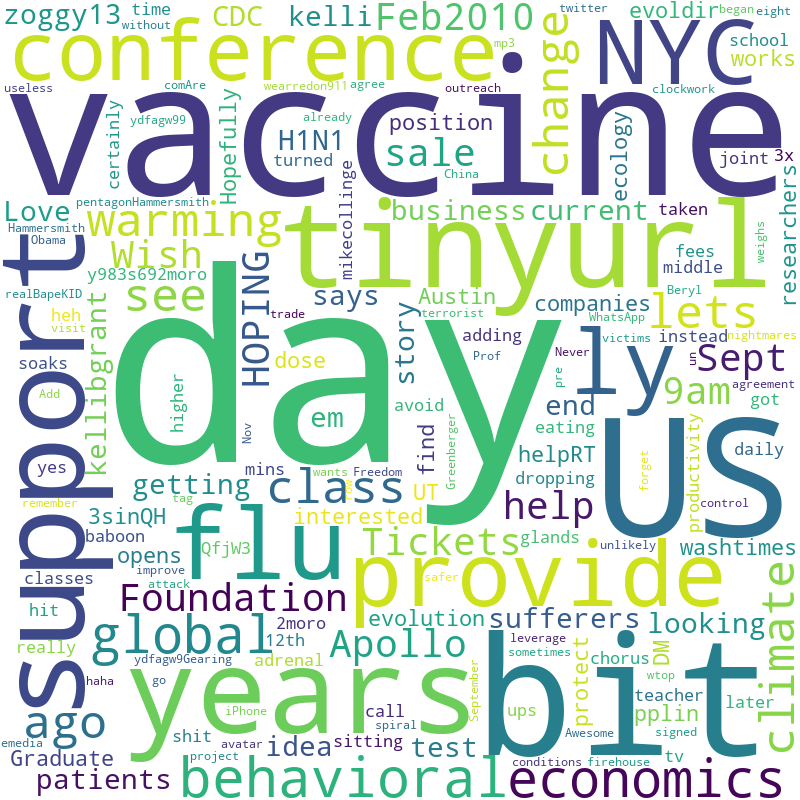 zoggy13
time
without
CDC
kelli
Feb2010
evoldir
twitter
began
eight
conference
mp3
change
NYC
school
works
useless
comAre
wearredon911
agree
outreach
clockwork
vaccine
ydfagw99
already
certainly
Hopefully
H1N1
turned
position
sale
China
ecology
joint
3x
researchers
pentagonHammersmith
Love
Hammersmith
Obama
warming
Wish
mikecollinge
business
current
taken
tinyurl
fees
middle
weighs
support
realBapeKID
y983s692moro
see
HOPING
says
story
Austin
terrorist
companies
WhatsApp
Beryl
lets
heh
visit
kellibgrant
trade
dose
adding
Prof
victims
instead
nightmares
soaks
Add
day
higher
em
avoid
Never
pre
ly
un
Sept
agreement
9am
got
yes
Nov
find
end
eating
US
daily
remember
getting
tag
mins
wants
Freedom
row
class
Greenberger
UT
help
helpRT
dropping
forget
productivity
control
3sinQH
baboon
opens
flu
QfjW3
interested
Tickets
glands
unlikely
washtimes
classes
improve
attack
provide
safer
hit
Foundation
2moro
evolution
sufferers
looking
climate
really
global
12th
Apollo
leverage
sometimes
chorus
DM
wtop
haha
ydfagw9Gearing
go
adrenal
years
iPhone
call
spiral
September
ups
bit
protect
teacher
later
ago
emedia
Graduate
shit
avatar
project
idea
sitting
test
Awesome
pplin
signed
patients
behavioral
conditions
firehouse
tv
economics